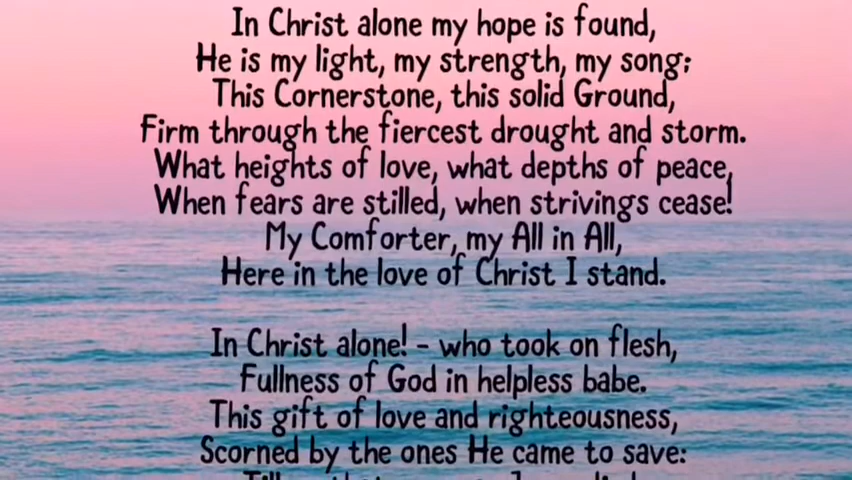 In Christ alone my hope is found,
He is my light, my strength, my song;
This Cornerstone, this solid Ground,
Firm through the fiercest drought and storm.
What heights of love, what depths of peace,
When fears are stilled, when strivings cease!
My Comforter, my All in All,
Here in the love of Christ I stand.

In Christ alone! - who took on flesh,
Fullness of God in helpless babe.
This gift of love and righteousness,
Scorned by the ones He came to save: